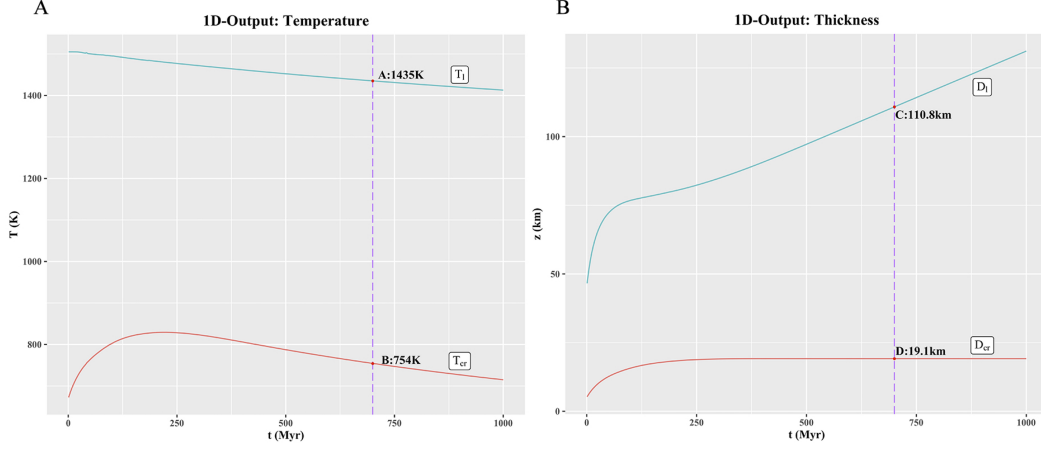 A
1D-Output: Temperature
T (K)
1400
1200
1000
800
A:1435K
T_l
B:754K
T_cr
0
250
500
750
1000
t (Myr)
B
1D-Output: Thickness
z (km)
100
50
0
D_l
C:110.8km
D:19.1km
D_cr
0
250
500
750
1000
t (Myr)